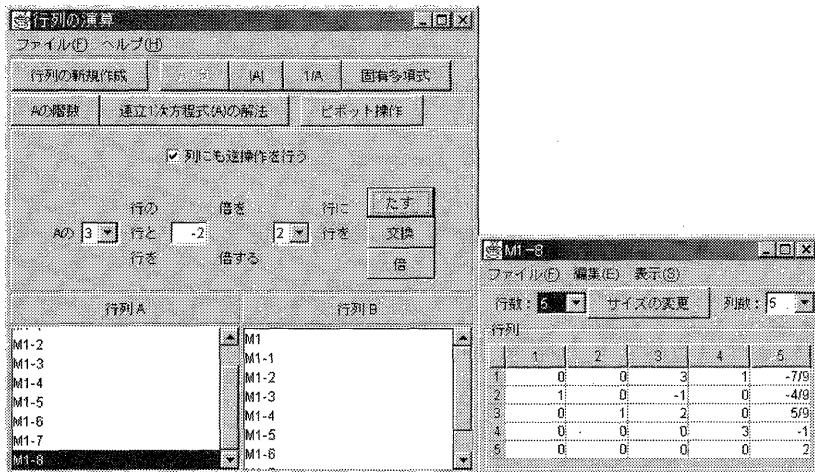 行列の演算
ファイル(F) ヘルプ(H)
行列の新規作成 |A| 1/A 固有多項式
Aの階数 連立1次方程式(A)の解法 ピボット操作
列にも逆操作を行う
行の 倍を 行に たす
Aの 3 行と -2 2 行を 交換
行を 倍する 倍
行列 A 行列 B
M1-2
M1-3
M1-4
M1-5
M1-6
M1-7
M1-8
M1
M1-1
M1-2
M1-3
M1-4
M1-5
M1-6
M1-8
ファイル(F) 編集(E) 表示(S)
行数: 5 サイズの変更 列数: 5
行列
1 2 3 4 5
1 0 0 3 1 -7/9
2 1 0 -1 0 -4/9
3 0 1 2 0 5/9
4 0 0 0 3 -1
5 0 0 0 0 2